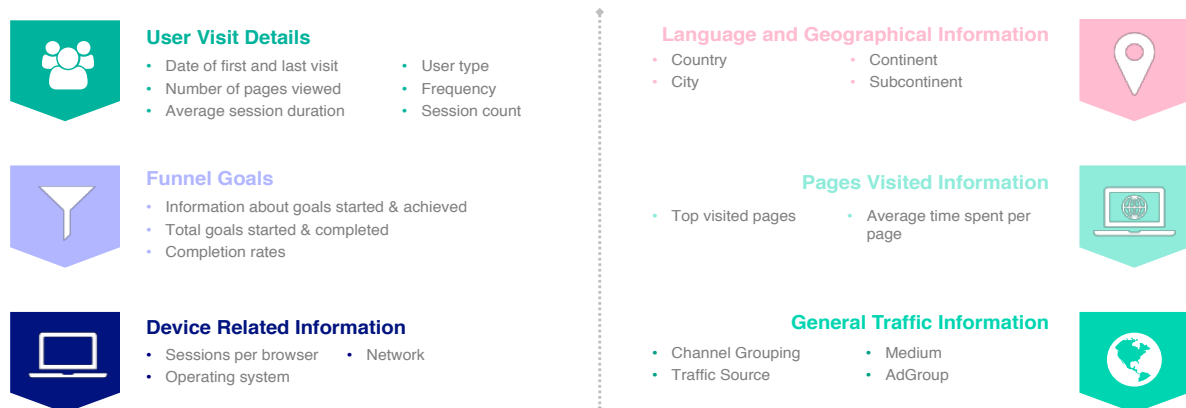 User Visit Details
• Date of first and last visit
• Number of pages viewed
• Average session duration
• User type
• Frequency
• Session count
Funnel Goals
• Information about goals started & achieved
• Total goals started & completed
• Completion rates
Device Related Information
• Sessions per browser
• Operating system
• Network
Language and Geographical Information
• Country
• City
• Continent
• Subcontinent
Pages Visited Information
• Top visited pages
• Average time spent per
page
General Traffic Information
• Channel Grouping
• Traffic Source
• Medium
• AdGroup